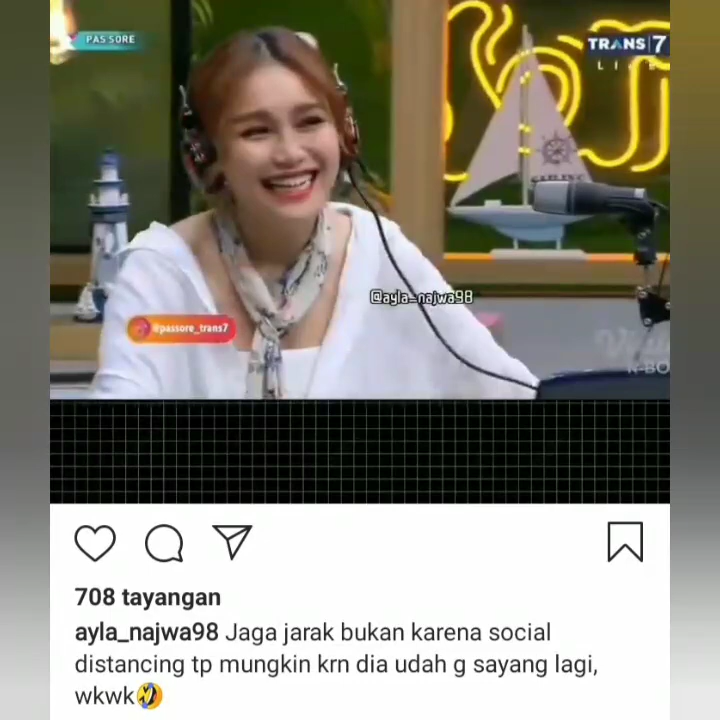 PAS SORE
TRANS|7
LIVE
@ayla_najwa98
@passore_trans7
708 tayangan
ayla_najwa98 Jaga jarak bukan karena social
distancing tp mungkin krn dia udah g sayang lagi,
wkwk🤣